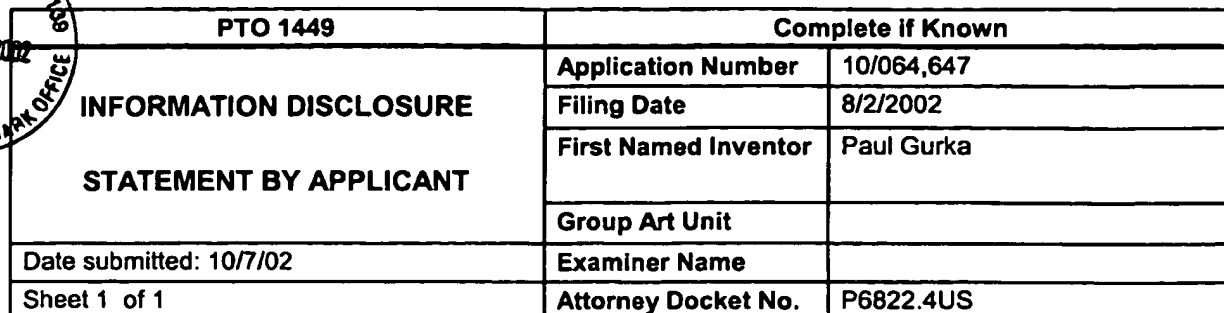 PTO 1449
Complete if Known
INFORMATION DISCLOSURE
STATEMENT BY APPLICANT
Application Number 10/064,647
Filing Date 8/2/2002
First Named Inventor Paul Gurka
Group Art Unit
Date submitted: 10/7/02
Examiner Name
Sheet 1 of 1
Attorney Docket No. P6822.4US
OFFICE